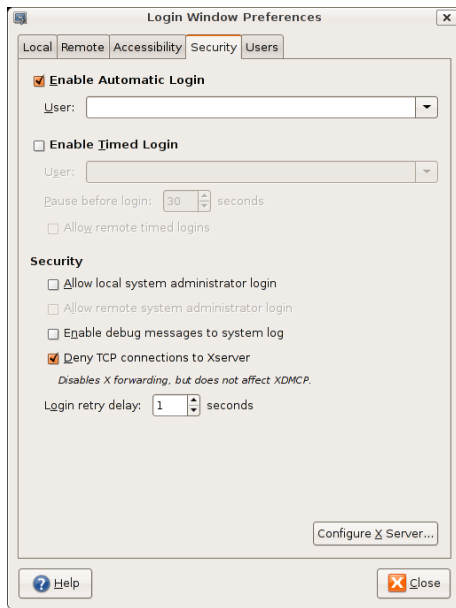 Login Window Preferences
Local Remote Accessibility Security Users
Enable Automatic Login
User:
Enable Timed Login
User:
Pause before login: 30 seconds
Allow remote timed logins
Security
Allow local system administrator login
Allow remote system administrator login
Enable debug messages to system log
Deny TCP connections to Xserver
Disables X forwarding, but does not affect XDMCP.
Login retry delay: 1 seconds
Configure X Server...
Help Close